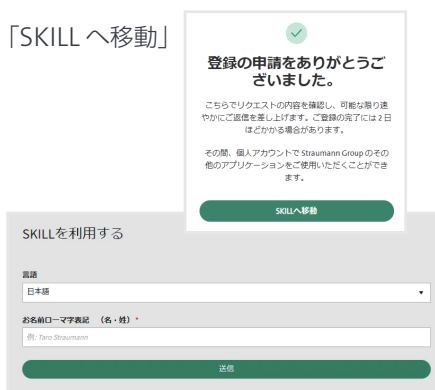 「SKILL へ移動」
登録の申請をありがとうご
ざいました。
こちらでリクエストの内容を確認し、可能な限り速
やかにご返信を差し上げます。ご登録の完了には2日
ほどかかる場合があります。
その間、個人アカウントで Straumann Group のその
他のアプリケーションをご使用いただくことができ
ます。
SKILLへ移動
SKILLを利用する
言語
日本語
お名前ローマ字表記 (名・姓) *
例: Taro Straumann
送信